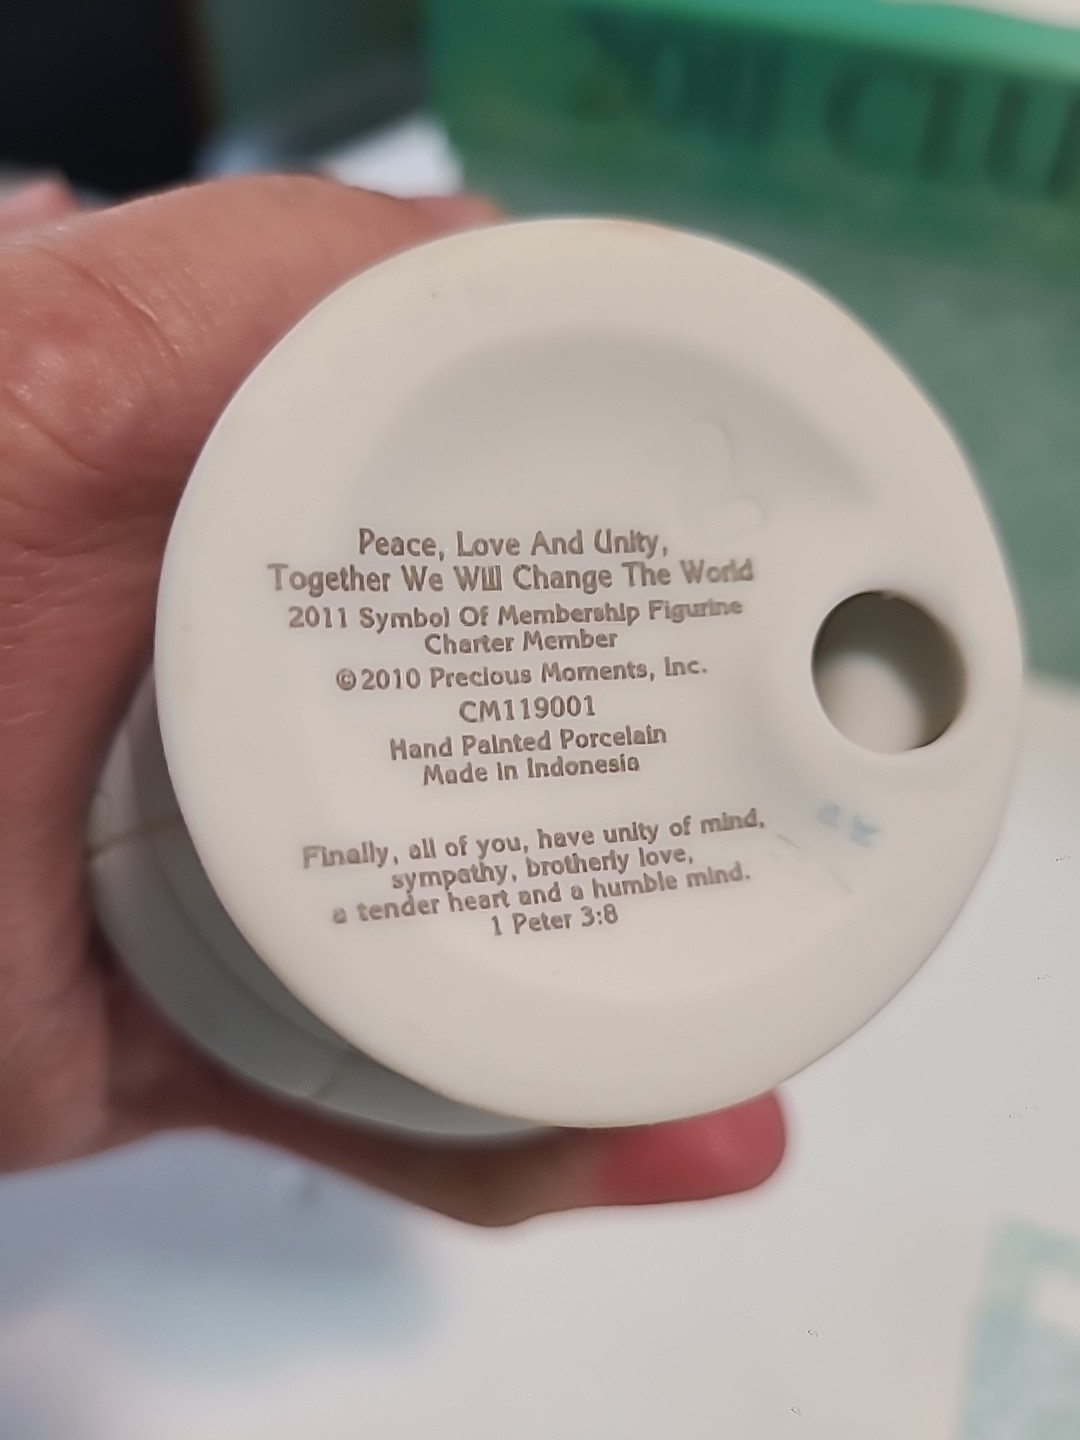 Peace, Love And Unity,
Together We Will Change The World
2011 Symbol Of Membership Figurine
Charter Member
©2010 Precious Moments, Inc.
CM119001
Hand Painted Porcelain
Made in Indonesia
Finally, all of you, have unity of mind,
sympathy, brotherly love,
a tender heart and a humble mind.
1 Peter 3:8